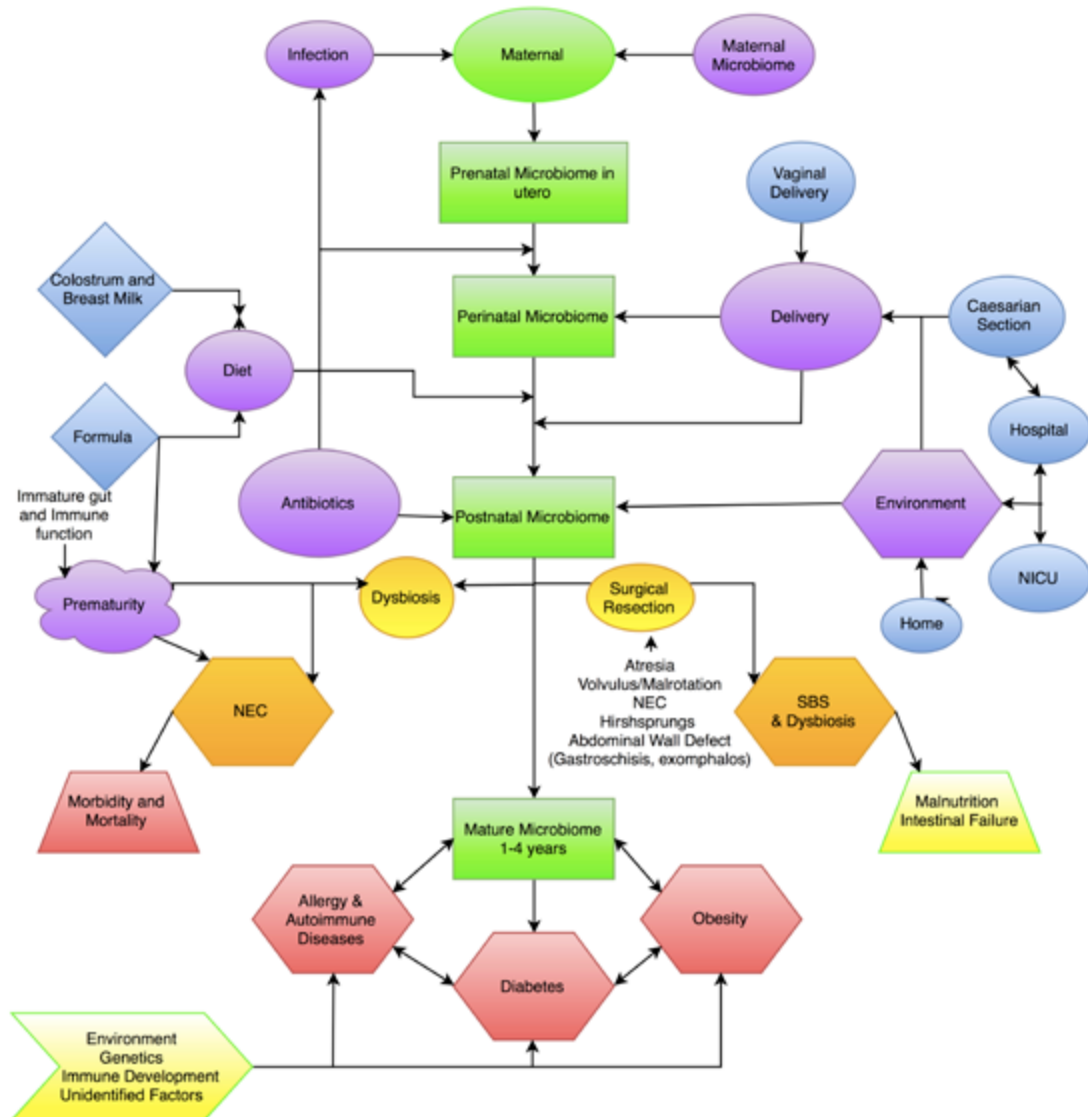 Infection
Maternal
Maternal
Microbiome
Prenatal Microbiome in
utero
Vaginal
Delivery
Colostrum and
Breast Milk
Perinatal Microbiome
Delivery
Caesarian
Section
Diet
Formula
Hospital
Immature gut
and Immune
function
Antibiotics
Postnatal Microbiome
Environment
NICU
Prematurity
Dysbiosis
Surgical
Resection
Home
Atresia
Volvulus/Malrotation
NEC
Hirshsprungs
Abdominal Wall Defect
(Gastroschisis, exomphalos)
NEC
SBS
& Dysbiosis
Morbidity and
Mortality
Malnutrition
Intestinal Failure
Mature Microbiome
1-4 years
Allergy &
Autoimmune
Diseases
Obesity
Diabetes
Environment
Genetics
Immune Development
Unidentified Factors